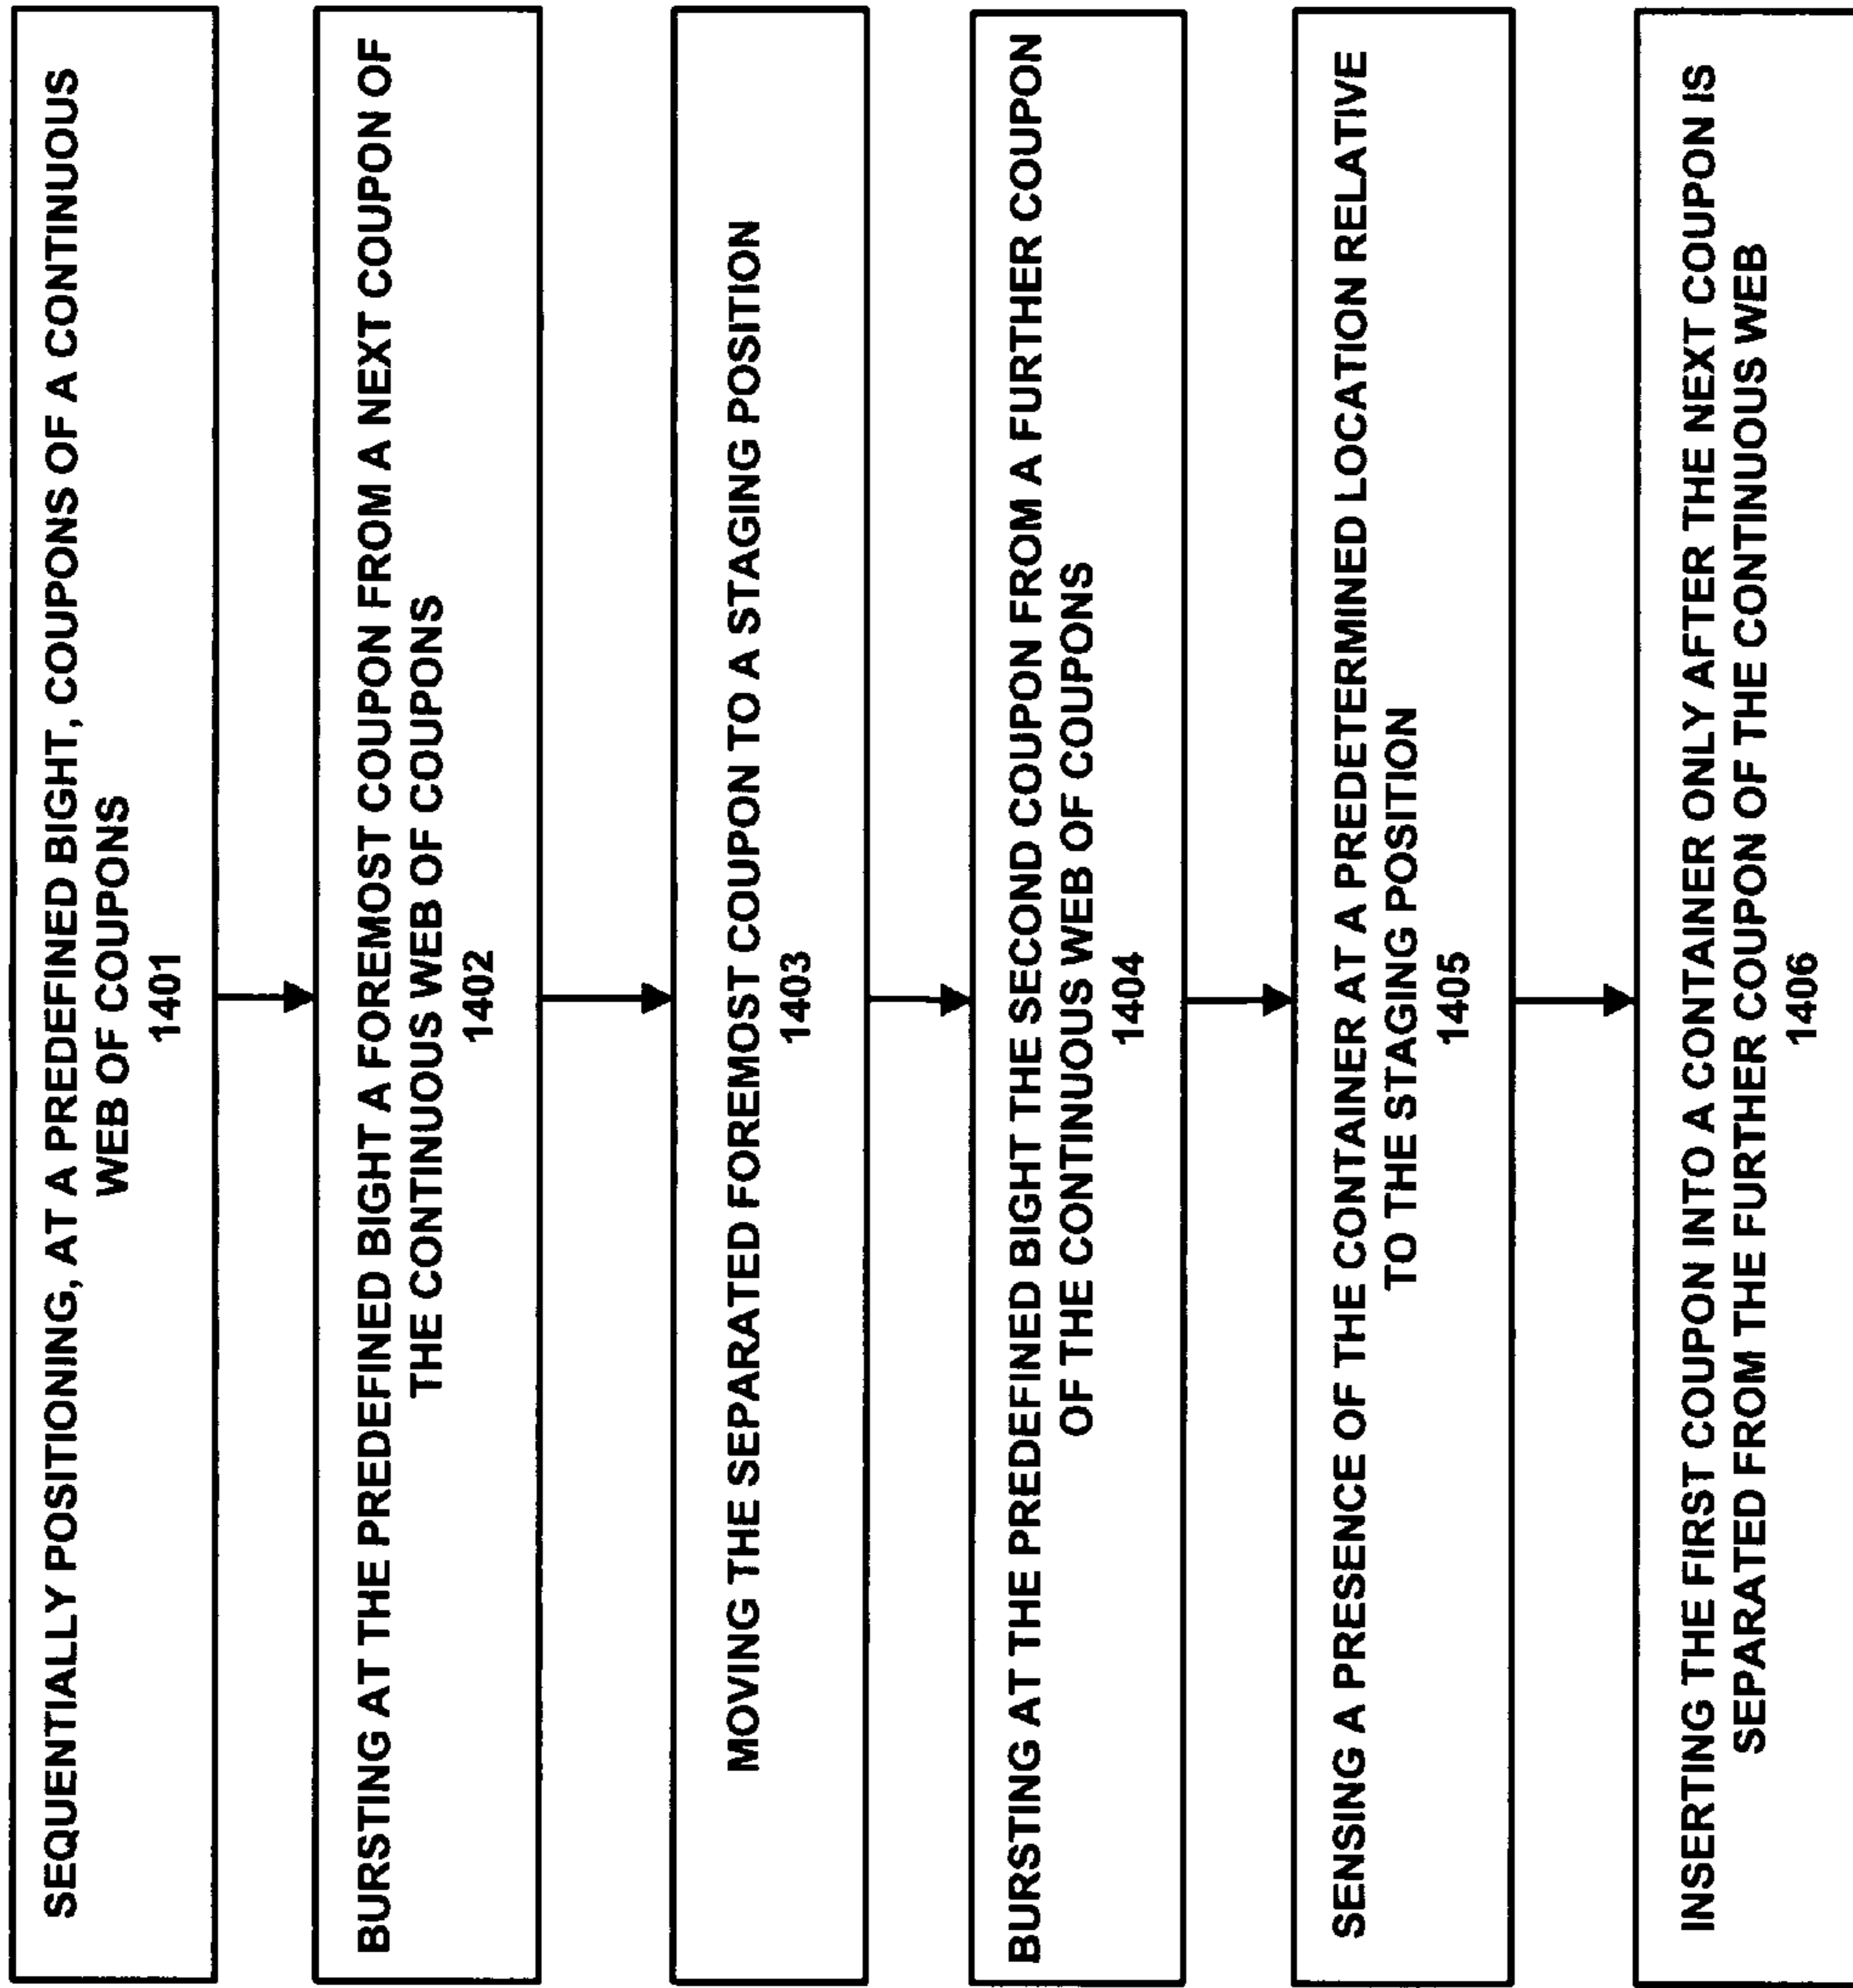 SEQUENTIALLY POSITIONING, AT A PREDEFINED BIGHT, COUPONS OF A CONTINUOUS
WEB OF COUPONS
1401
BURSTING AT THE PREDEFINED BIGHT A FOREMOST COUPON FROM A NEXT COUPON OF
THE CONTINUOUS WEB OF COUPONS
1402
MOVING THE SEPARATED FOREMOST COUPON TO A STAGING POSITION
1403
BURSTING AT THE PREDEFINED BIGHT THE SECOND COUPON FROM A FURTHER COUPON
OF THE CONTINUOUS WEB OF COUPONS
1404
SENSING A PRESENCE OF THE CONTAINER AT A PREDETERMINED LOCATION RELATIVE
TO THE STAGING POSITION
1405
INSERTING THE FIRST COUPON INTO A CONTAINER ONLY AFTER THE NEXT COUPON IS
SEPARATED FROM THE FURTHER COUPON OF THE CONTINUOUS WEB
1406